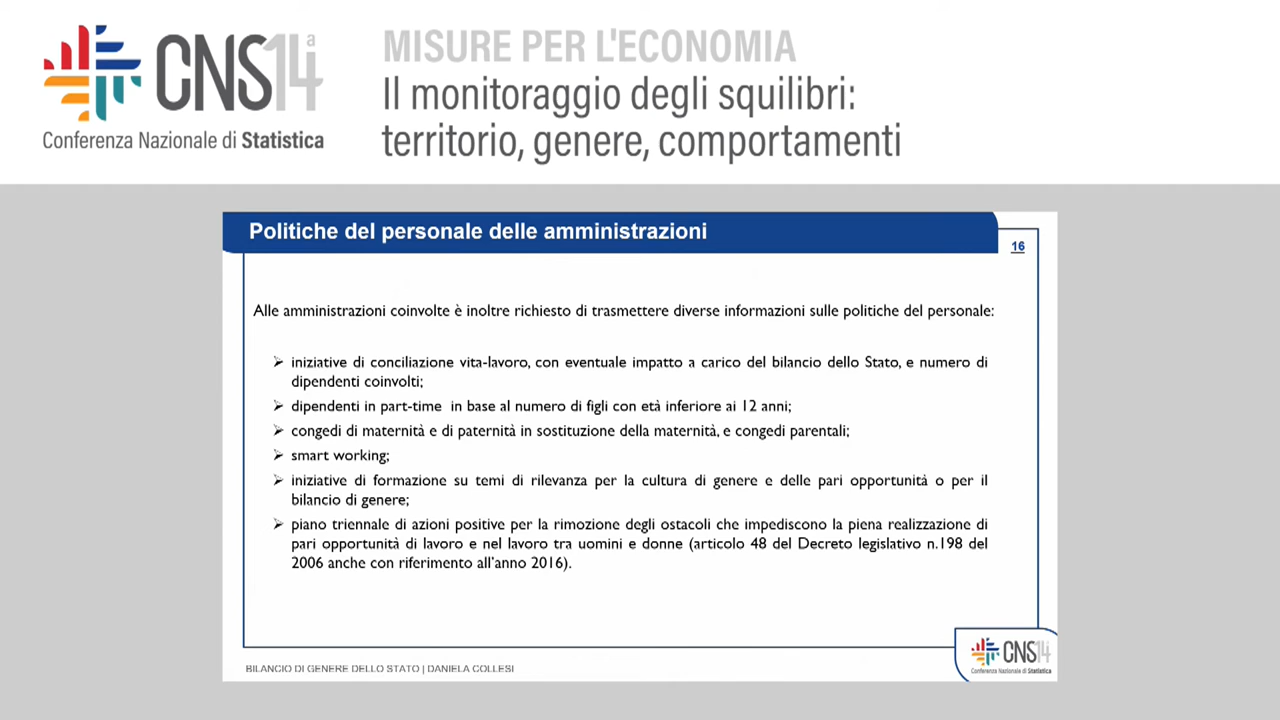 CNS14a
Conferenza Nazionale di Statistica
MISURE PER L'ECONOMIA
Il monitoraggio degli squilibri:
territorio, genere, comportamenti
Politiche del personale delle amministrazioni
16
Alle amministrazioni coinvolte è inoltre richiesto di trasmettere diverse informazioni sulle politiche del personale:
➢ iniziative di conciliazione vita-lavoro, con eventuale impatto a carico del bilancio dello Stato, e numero di
dipendenti coinvolti;
➢ dipendenti in part-time in base al numero di figli con età inferiore ai 12 anni;
➢ congedi di maternità e di paternità in sostituzione della maternità, e congedi parentali;
➢ smart working;
➢ iniziative di formazione su temi di rilevanza per la cultura di genere e delle pari opportunità o per il
bilancio di genere;
➢ piano triennale di azioni positive per la rimozione degli ostacoli che impediscono la piena realizzazione di
pari opportunità di lavoro e nel lavoro tra uomini e donne (articolo 48 del Decreto legislativo n.198 del
2006 anche con riferimento all'anno 2016).
BILANCIO DI GENERE DELLO STATO | DANIELA COLLESI
CNS14a
Conferenza Nazionale di Statistica